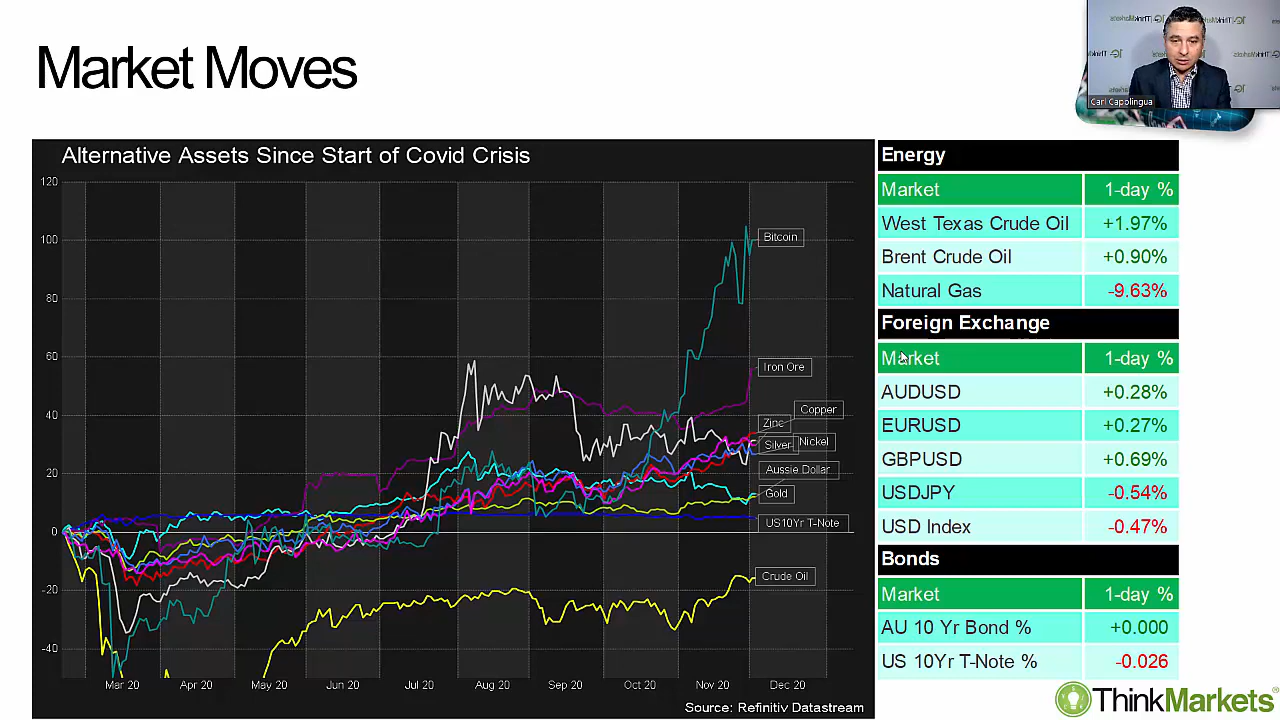 Market Moves
Carl Capolingua
Alternative Assets Since Start of Covid Crisis
120
100
80
60
40
20
0
-20
-40
Bitcoin
Iron Ore
Copper
Zinc
Nickel
Silver
Aussie Dollar
Gold
US10Yr T-Note
Crude Oil
Mar 20 Apr 20 May 20 Jun 20 Jul 20 Aug 20 Sep 20 Oct 20 Nov 20 Dec 20
Source: Refinitiv Datastream
Energy
Market 1-day %
West Texas Crude Oil +1.97%
Brent Crude Oil +0.90%
Natural Gas -9.63%
Foreign Exchange
Market 1-day %
AUDUSD +0.28%
EURUSD +0.27%
GBPUSD +0.69%
USDJPY -0.54%
USD Index -0.47%
Bonds
Market 1-day %
AU 10 Yr Bond % +0.000
US 10Yr T-Note % -0.026
ThinkMarkets